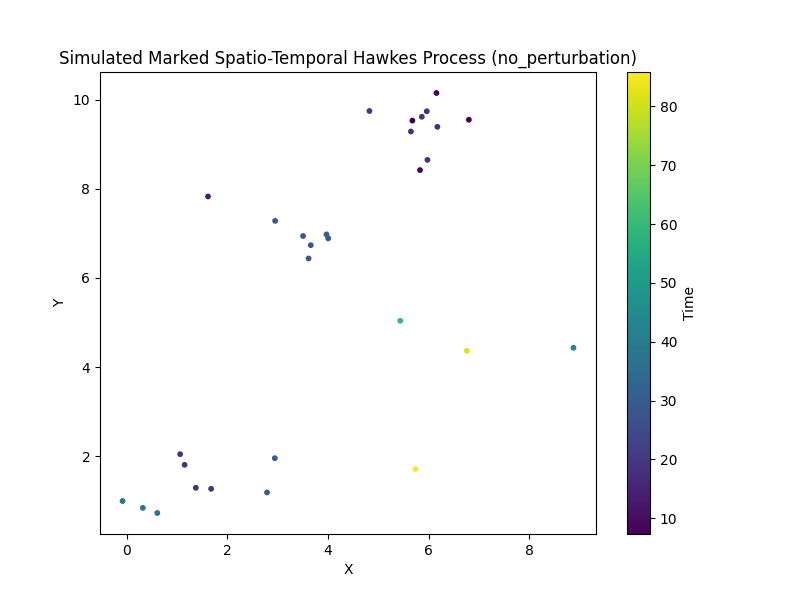 Simulated Marked Spatio-Temporal Hawkes Process (no_perturbation)
10
8
6
4
2
Y
0 2 4 6 8
X
80
70
60
50
40
30
20
10
Time